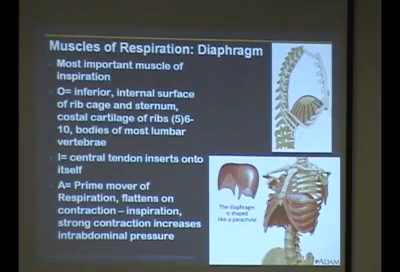 Muscles of Respiration: Diaphragm
Most important muscle of
inspiration
O= inferior, internal surface
of rib cage and sternum,
costal cartilage of ribs (5)6-
10, bodies of most lumbar
vertebrae
I= central tendon inserts onto
itself
A= Prime mover of
Respiration, flattens on
contraction – inspiration,
strong contraction increases
intrabdominal pressure
The diaphragm
is shaped
like a parachute
ADAM